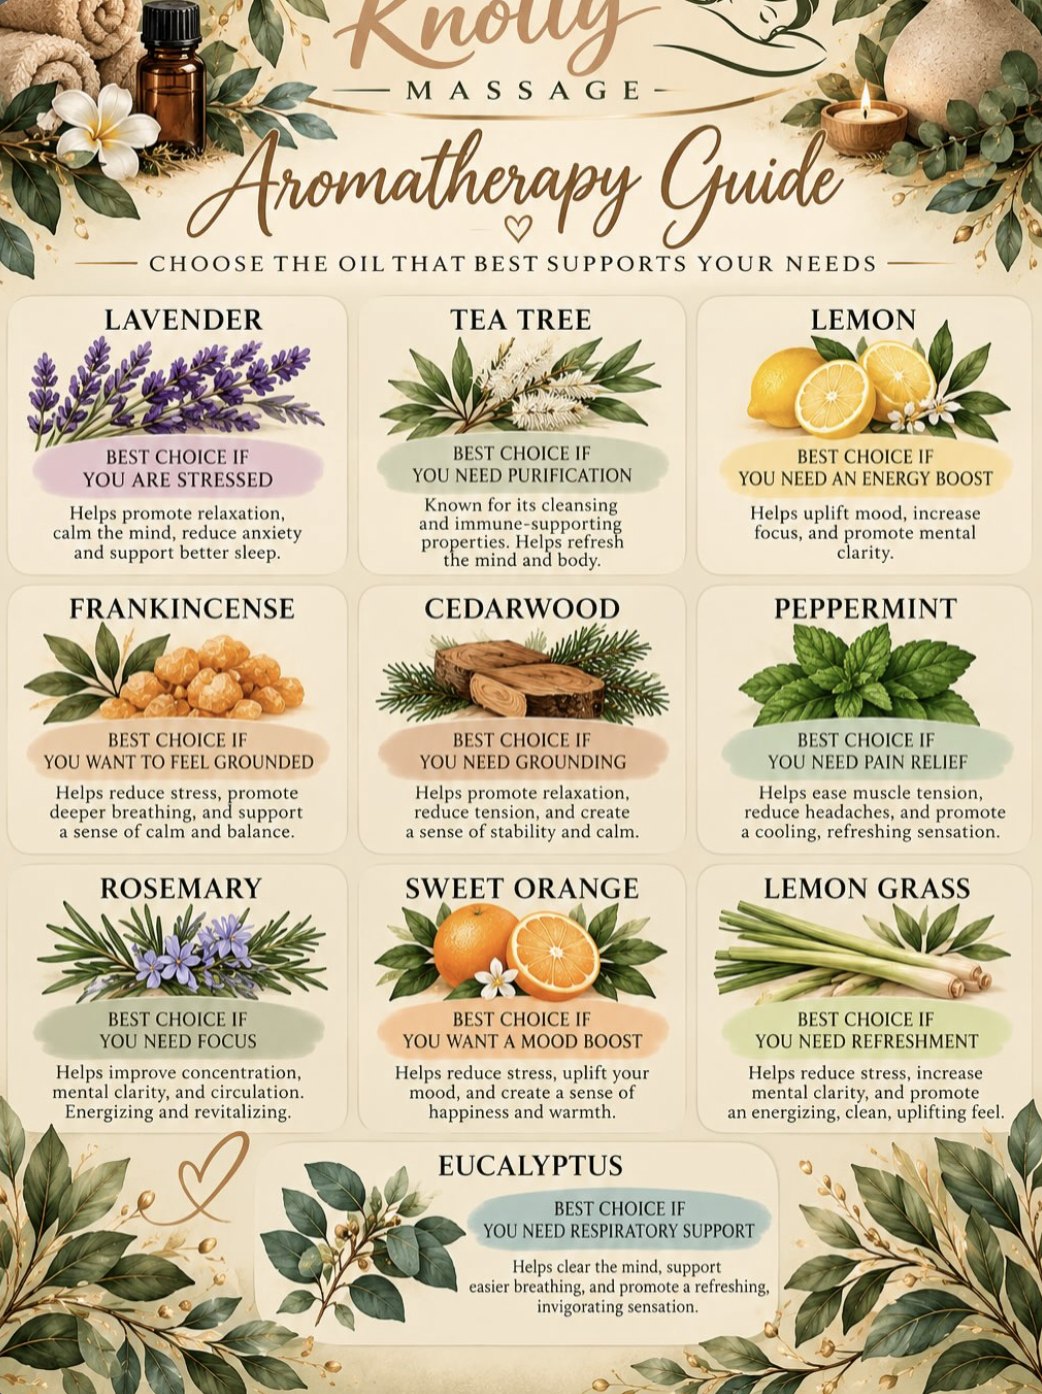 Knotty
MASSAGE
Aromatherapy Guide
CHOOSE THE OIL THAT BEST SUPPORTS YOUR NEEDS
LAVENDER
BEST CHOICE IF
YOU ARE STRESSED
Helps promote relaxation,
calm the mind, reduce anxiety
and support better sleep.
TEA TREE
BEST CHOICE IF
YOU NEED PURIFICATION
Known for its cleansing
and immune-supporting
properties. Helps refresh
the mind and body.
LEMON
BEST CHOICE IF
YOU NEED AN ENERGY BOOST
Helps uplift mood, increase
focus, and promote mental
clarity.
FRANKINCENSE
BEST CHOICE IF
YOU WANT TO FEEL GROUNDED
Helps reduce stress, promote
deeper breathing, and support
a sense of calm and balance.
CEDARWOOD
BEST CHOICE IF
YOU NEED GROUNDING
Helps promote relaxation,
reduce tension, and create
a sense of stability and calm.
PEPPERMINT
BEST CHOICE IF
YOU NEED PAIN RELIEF
Helps ease muscle tension,
reduce headaches, and promote
a cooling, refreshing sensation.
ROSEMARY
BEST CHOICE IF
YOU NEED FOCUS
Helps improve concentration,
mental clarity, and circulation.
Energizing and revitalizing.
SWEET ORANGE
BEST CHOICE IF
YOU WANT A MOOD BOOST
Helps reduce stress, uplift your
mood, and create a sense of
happiness and warmth.
LEMON GRASS
BEST CHOICE IF
YOU NEED REFRESHMENT
Helps reduce stress, increase
mental clarity, and promote
an energizing, clean, uplifting feel.
EUCALYPTUS
BEST CHOICE IF
YOU NEED RESPIRATORY SUPPORT
Helps clear the mind, support
easier breathing, and promote a refreshing,
invigorating sensation.